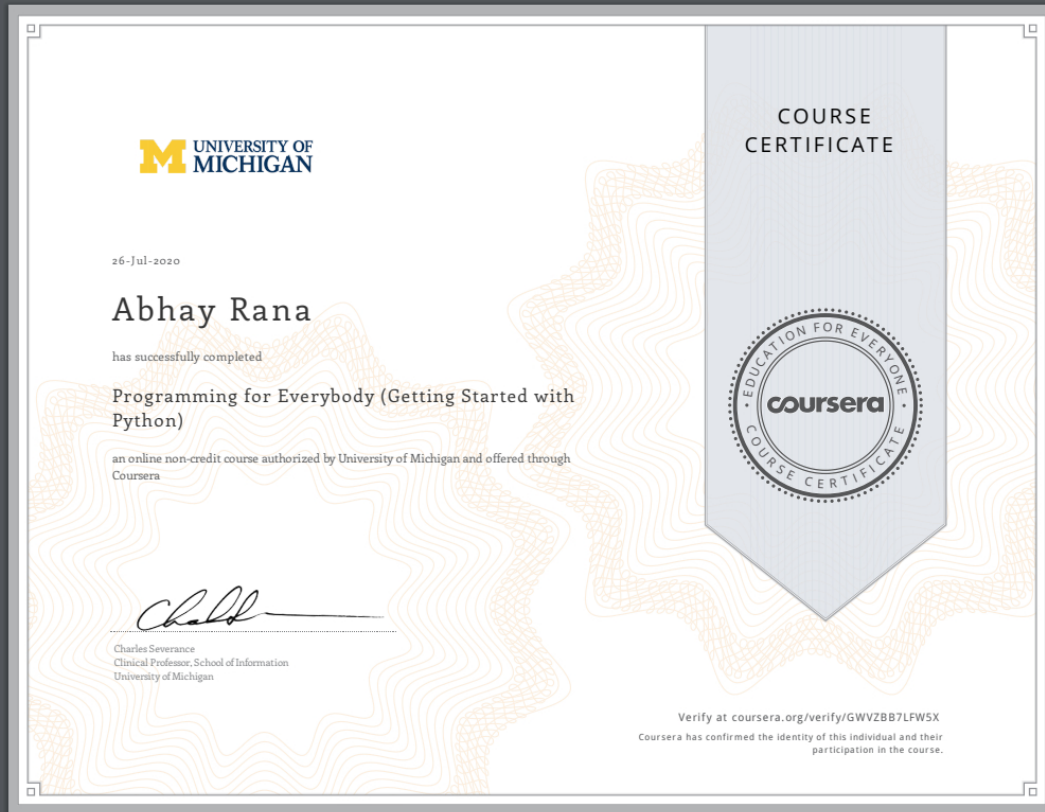 UNIVERSITY OF
MICHIGAN
COURSE
CERTIFICATE
26-Jul-2020
Abhay Rana
has successfully completed
Programming for Everybody (Getting Started with
Python)
an online non-credit course authorized by University of Michigan and offered through
Coursera
EDUCATION FOR EVERYONE
coursera
COURSE CERTIFICATE
Charles Severance
Clinical Professor, School of Information
University of Michigan
Verify at coursera.org/verify/GWVZBB7LFW5X
Coursera has confirmed the identity of this individual and their
participation in the course.